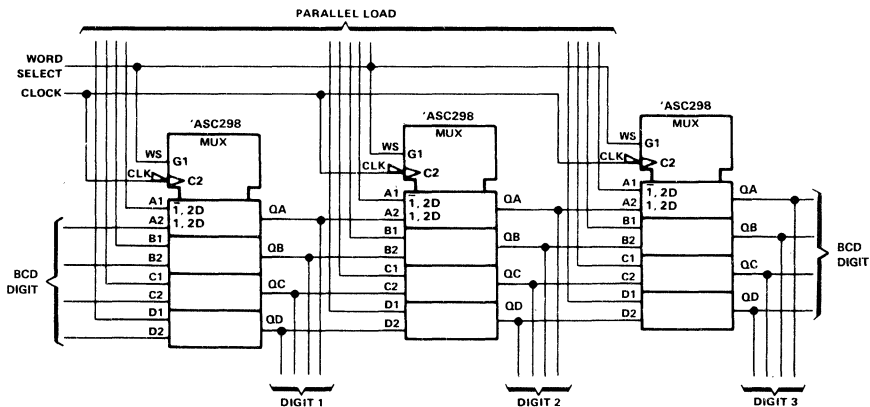 PARALLEL LOAD
WORD
SELECT
CLOCK
'ASC298
MUX
WS
G1
CLK
C2
A1
1, 2D
A2
1, 2D
B1
B2
C1
C2
D1
D2
QA
QB
QC
QD
BCD
DIGIT
DIGIT 1
'ASC298
MUX
WS
G1
CLK
C2
A1
1, 2D
A2
1, 2D
B1
B2
C1
C2
D1
D2
QA
QB
QC
QD
DIGIT 2
'ASC298
MUX
WS
G1
CLK
C2
A1
1, 2D
A2
1, 2D
B1
B2
C1
C2
D1
D2
QA
QB
QC
QD
BCD
DIGIT
DIGIT 3